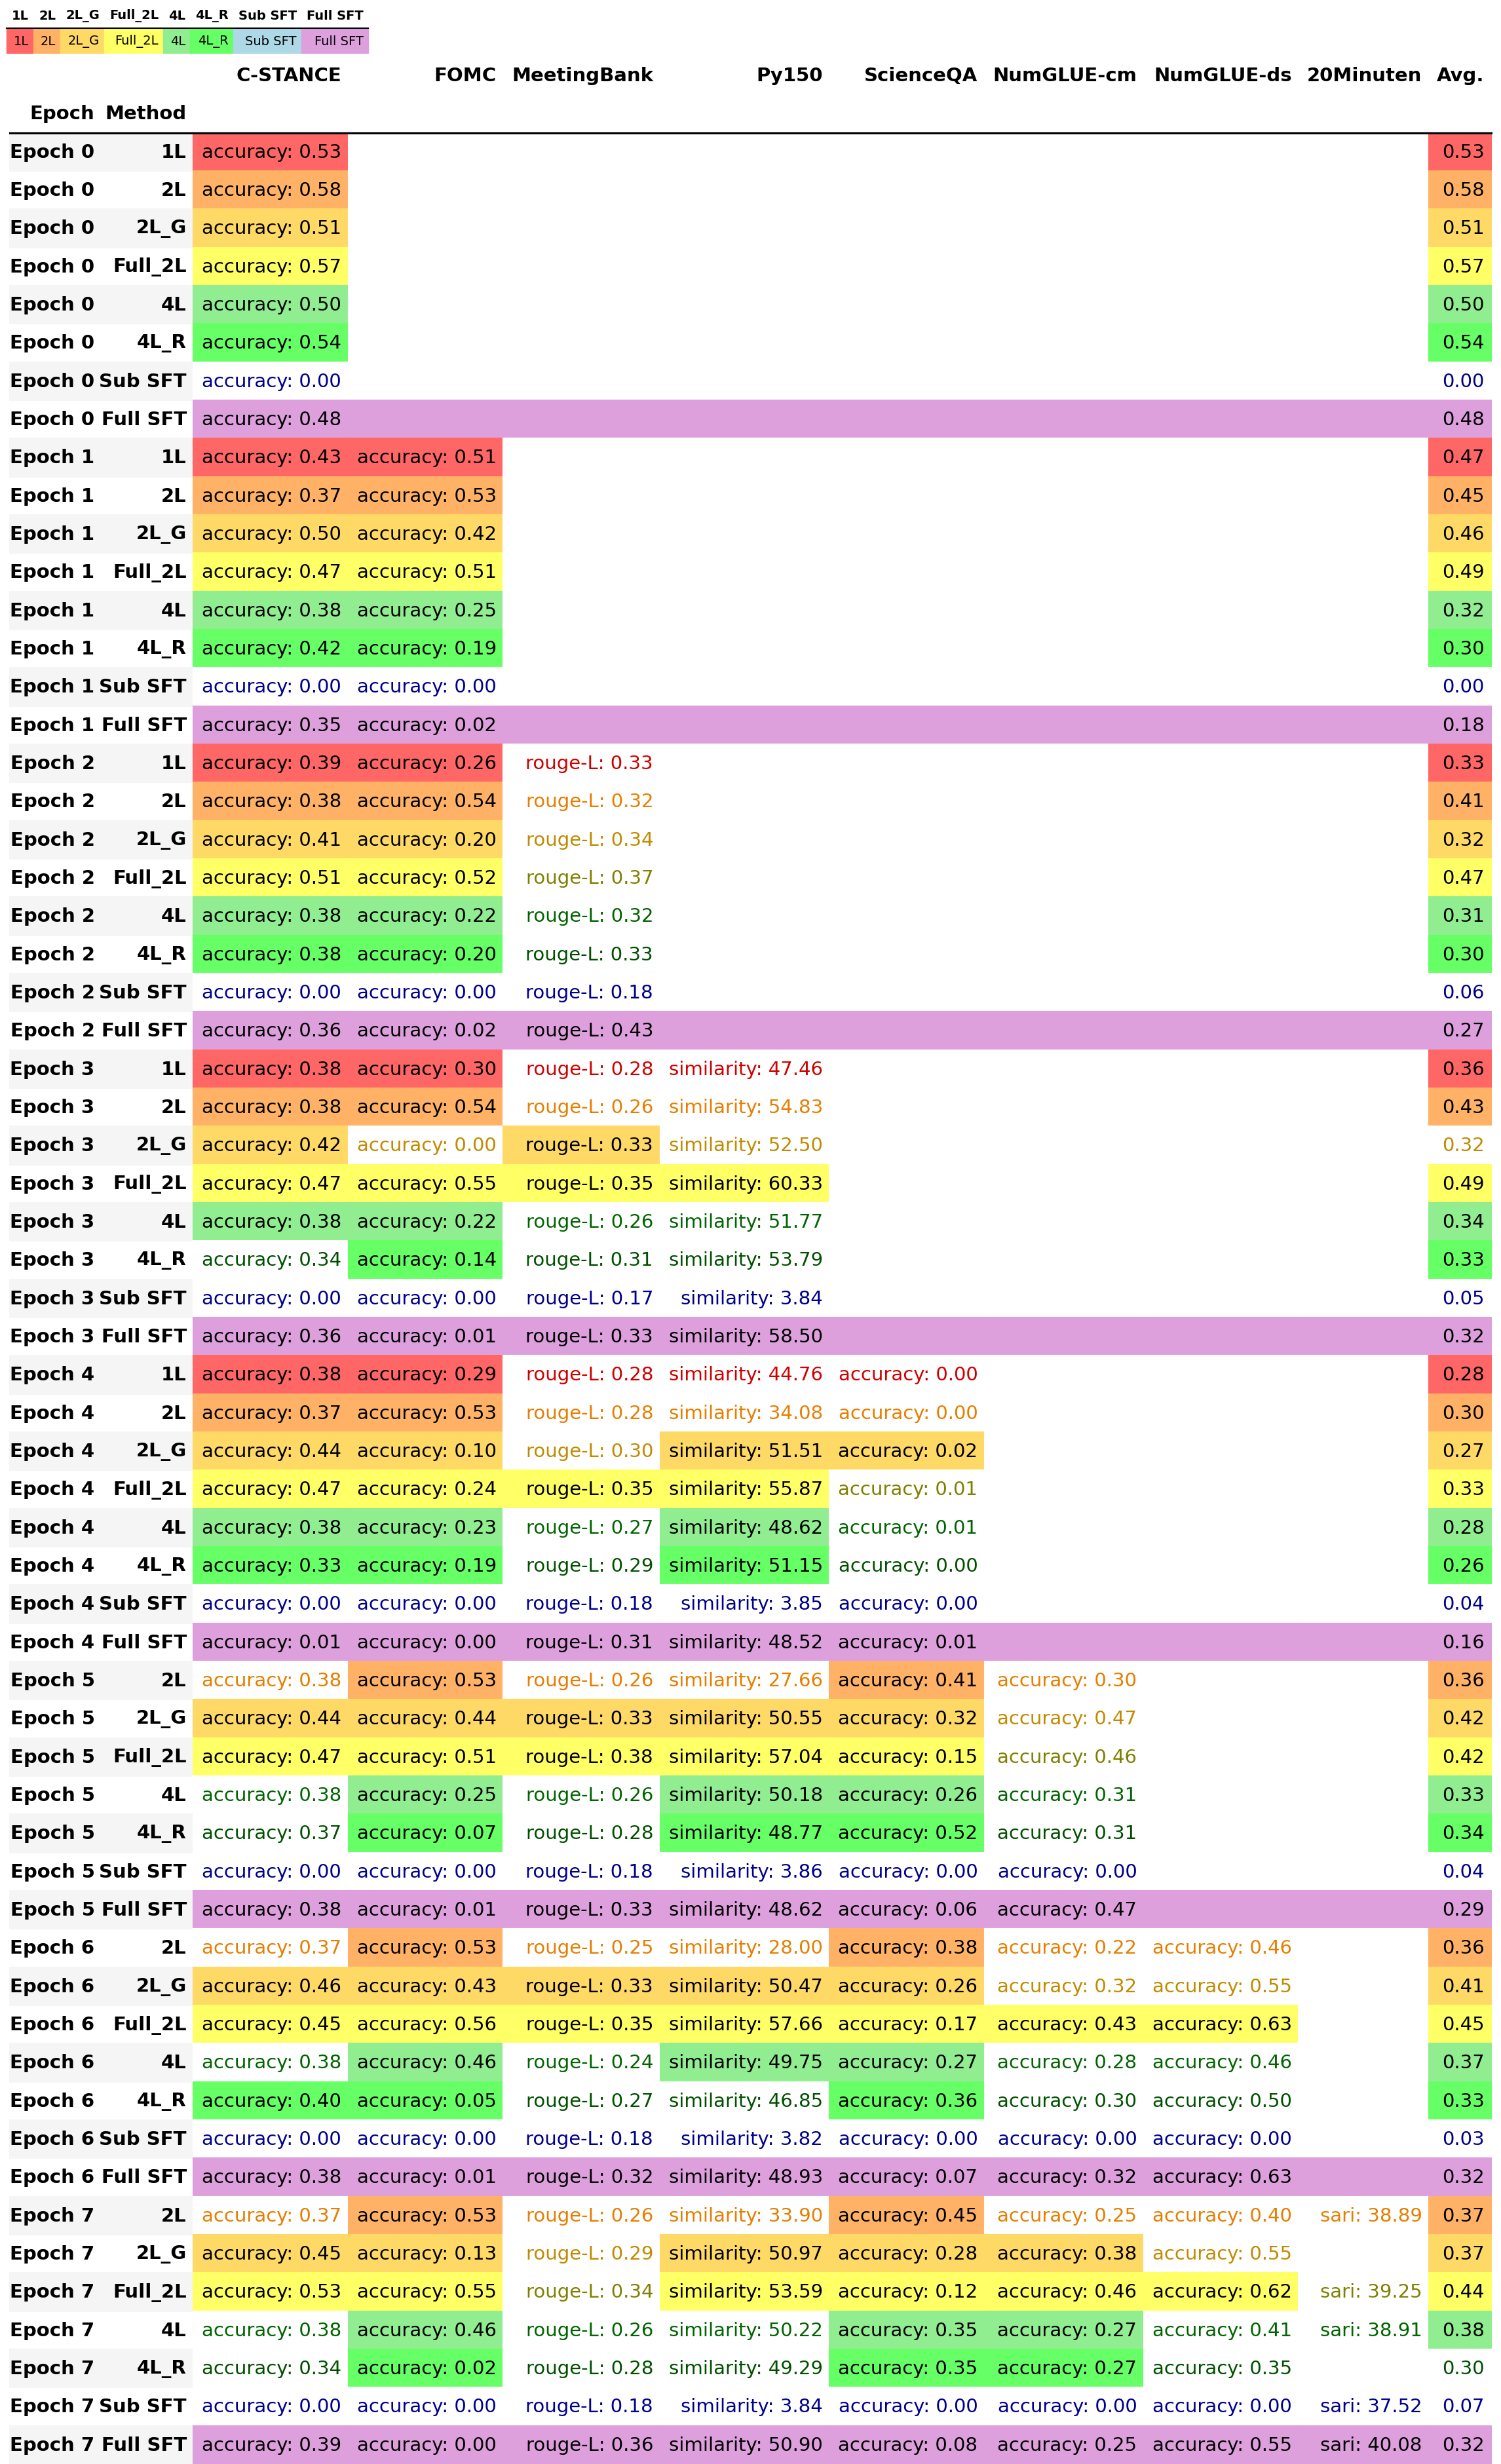 1L 2L 2L_G Full_2L 4L 4L_R Sub SFT Full SFT
1L 2L 2L_G Full_2L 4L 4L_R Sub SFT Full SFT
C-STANCE FOMC MeetingBank Py150 ScienceQA NumGLUE-cm NumGLUE-ds 20Minuten Avg.
Epoch Method
Epoch 0 1L accuracy: 0.53 0.53
Epoch 0 2L accuracy: 0.58 0.58
Epoch 0 2L_G accuracy: 0.51 0.51
Epoch 0 Full_2L accuracy: 0.57 0.57
Epoch 0 4L accuracy: 0.50 0.50
Epoch 0 4L_R accuracy: 0.54 0.54
Epoch 0 Sub SFT accuracy: 0.00 0.00
Epoch 0 Full SFT accuracy: 0.48 0.48
Epoch 1 1L accuracy: 0.43 accuracy: 0.51 0.47
Epoch 1 2L accuracy: 0.37 accuracy: 0.53 0.45
Epoch 1 2L_G accuracy: 0.50 accuracy: 0.42 0.46
Epoch 1 Full_2L accuracy: 0.47 accuracy: 0.51 0.49
Epoch 1 4L accuracy: 0.38 accuracy: 0.25 0.32
Epoch 1 4L_R accuracy: 0.42 accuracy: 0.19 0.30
Epoch 1 Sub SFT accuracy: 0.00 accuracy: 0.00 0.00
Epoch 1 Full SFT accuracy: 0.35 accuracy: 0.02 0.18
Epoch 2 1L accuracy: 0.39 accuracy: 0.26 rouge-L: 0.33 0.33
Epoch 2 2L accuracy: 0.38 accuracy: 0.54 rouge-L: 0.32 0.41
Epoch 2 2L_G accuracy: 0.41 accuracy: 0.20 rouge-L: 0.34 0.32
Epoch 2 Full_2L accuracy: 0.51 accuracy: 0.52 rouge-L: 0.37 0.47
Epoch 2 4L accuracy: 0.38 accuracy: 0.22 rouge-L: 0.32 0.31
Epoch 2 4L_R accuracy: 0.38 accuracy: 0.20 rouge-L: 0.33 0.30
Epoch 2 Sub SFT accuracy: 0.00 accuracy: 0.00 rouge-L: 0.18 0.06
Epoch 2 Full SFT accuracy: 0.36 accuracy: 0.02 rouge-L: 0.43 0.27
Epoch 3 1L accuracy: 0.38 accuracy: 0.30 rouge-L: 0.28 similarity: 47.46 0.36
Epoch 3 2L accuracy: 0.38 accuracy: 0.54 rouge-L: 0.26 similarity: 54.83 0.43
Epoch 3 2L_G accuracy: 0.42 accuracy: 0.00 rouge-L: 0.33 similarity: 52.50 0.32
Epoch 3 Full_2L accuracy: 0.47 accuracy: 0.55 rouge-L: 0.35 similarity: 60.33 0.49
Epoch 3 4L accuracy: 0.38 accuracy: 0.22 rouge-L: 0.26 similarity: 51.77 0.34
Epoch 3 4L_R accuracy: 0.34 accuracy: 0.14 rouge-L: 0.31 similarity: 53.79 0.33
Epoch 3 Sub SFT accuracy: 0.00 accuracy: 0.00 rouge-L: 0.17 similarity: 3.84 0.05
Epoch 3 Full SFT accuracy: 0.36 accuracy: 0.01 rouge-L: 0.33 similarity: 58.50 0.32
Epoch 4 1L accuracy: 0.38 accuracy: 0.29 rouge-L: 0.28 similarity: 44.76 accuracy: 0.00 0.28
Epoch 4 2L accuracy: 0.37 accuracy: 0.53 rouge-L: 0.28 similarity: 34.08 accuracy: 0.00 0.30
Epoch 4 2L_G accuracy: 0.44 accuracy: 0.10 rouge-L: 0.30 similarity: 51.51 accuracy: 0.02 0.27
Epoch 4 Full_2L accuracy: 0.47 accuracy: 0.24 rouge-L: 0.35 similarity: 55.87 accuracy: 0.01 0.33
Epoch 4 4L accuracy: 0.38 accuracy: 0.23 rouge-L: 0.27 similarity: 48.62 accuracy: 0.01 0.28
Epoch 4 4L_R accuracy: 0.33 accuracy: 0.19 rouge-L: 0.29 similarity: 51.15 accuracy: 0.00 0.26
Epoch 4 Sub SFT accuracy: 0.00 accuracy: 0.00 rouge-L: 0.18 similarity: 3.85 accuracy: 0.00 0.04
Epoch 4 Full SFT accuracy: 0.01 accuracy: 0.00 rouge-L: 0.31 similarity: 48.52 accuracy: 0.01 0.16
Epoch 5 2L accuracy: 0.38 accuracy: 0.53 rouge-L: 0.26 similarity: 27.66 accuracy: 0.41 accuracy: 0.30 0.36
Epoch 5 2L_G accuracy: 0.44 accuracy: 0.44 rouge-L: 0.33 similarity: 50.55 accuracy: 0.32 accuracy: 0.47 0.42
Epoch 5 Full_2L accuracy: 0.47 accuracy: 0.51 rouge-L: 0.38 similarity: 57.04 accuracy: 0.15 accuracy: 0.46 0.42
Epoch 5 4L accuracy: 0.38 accuracy: 0.25 rouge-L: 0.26 similarity: 50.18 accuracy: 0.26 accuracy: 0.31 0.33
Epoch 5 4L_R accuracy: 0.37 accuracy: 0.07 rouge-L: 0.28 similarity: 48.77 accuracy: 0.52 accuracy: 0.31 0.34
Epoch 5 Sub SFT accuracy: 0.00 accuracy: 0.00 rouge-L: 0.18 similarity: 3.86 accuracy: 0.00 accuracy: 0.00 0.04
Epoch 5 Full SFT accuracy: 0.38 accuracy: 0.01 rouge-L: 0.33 similarity: 48.62 accuracy: 0.06 accuracy: 0.47 0.29
Epoch 6 2L accuracy: 0.37 accuracy: 0.53 rouge-L: 0.25 similarity: 28.00 accuracy: 0.38 accuracy: 0.22 accuracy: 0.46 0.36
Epoch 6 2L_G accuracy: 0.46 accuracy: 0.43 rouge-L: 0.33 similarity: 50.47 accuracy: 0.26 accuracy: 0.32 accuracy: 0.55 0.41
Epoch 6 Full_2L accuracy: 0.45 accuracy: 0.56 rouge-L: 0.35 similarity: 57.66 accuracy: 0.17 accuracy: 0.43 accuracy: 0.63 0.45
Epoch 6 4L accuracy: 0.38 accuracy: 0.46 rouge-L: 0.24 similarity: 49.75 accuracy: 0.27 accuracy: 0.28 accuracy: 0.46 0.37
Epoch 6 4L_R accuracy: 0.40 accuracy: 0.05 rouge-L: 0.27 similarity: 46.85 accuracy: 0.36 accuracy: 0.30 accuracy: 0.50 0.33
Epoch 6 Sub SFT accuracy: 0.00 accuracy: 0.00 rouge-L: 0.18 similarity: 3.82 accuracy: 0.00 accuracy: 0.00 accuracy: 0.00 0.03
Epoch 6 Full SFT accuracy: 0.38 accuracy: 0.01 rouge-L: 0.32 similarity: 48.93 accuracy: 0.07 accuracy: 0.32 accuracy: 0.63 0.32
Epoch 7 2L accuracy: 0.37 accuracy: 0.53 rouge-L: 0.26 similarity: 33.90 accuracy: 0.45 accuracy: 0.25 accuracy: 0.40 sari: 38.89 0.37
Epoch 7 2L_G accuracy: 0.45 accuracy: 0.13 rouge-L: 0.29 similarity: 50.97 accuracy: 0.28 accuracy: 0.38 accuracy: 0.55 0.37
Epoch 7 Full_2L accuracy: 0.53 accuracy: 0.55 rouge-L: 0.34 similarity: 53.59 accuracy: 0.12 accuracy: 0.46 accuracy: 0.62 sari: 39.25 0.44
Epoch 7 4L accuracy: 0.38 accuracy: 0.46 rouge-L: 0.26 similarity: 50.22 accuracy: 0.35 accuracy: 0.27 accuracy: 0.41 sari: 38.91 0.38
Epoch 7 4L_R accuracy: 0.34 accuracy: 0.02 rouge-L: 0.28 similarity: 49.29 accuracy: 0.35 accuracy: 0.27 accuracy: 0.35 0.30
Epoch 7 Sub SFT accuracy: 0.00 accuracy: 0.00 rouge-L: 0.18 similarity: 3.84 accuracy: 0.00 accuracy: 0.00 accuracy: 0.00 sari: 37.52 0.07
Epoch 7 Full SFT accuracy: 0.39 accuracy: 0.00 rouge-L: 0.36 similarity: 50.90 accuracy: 0.08 accuracy: 0.25 accuracy: 0.55 sari: 40.08 0.32